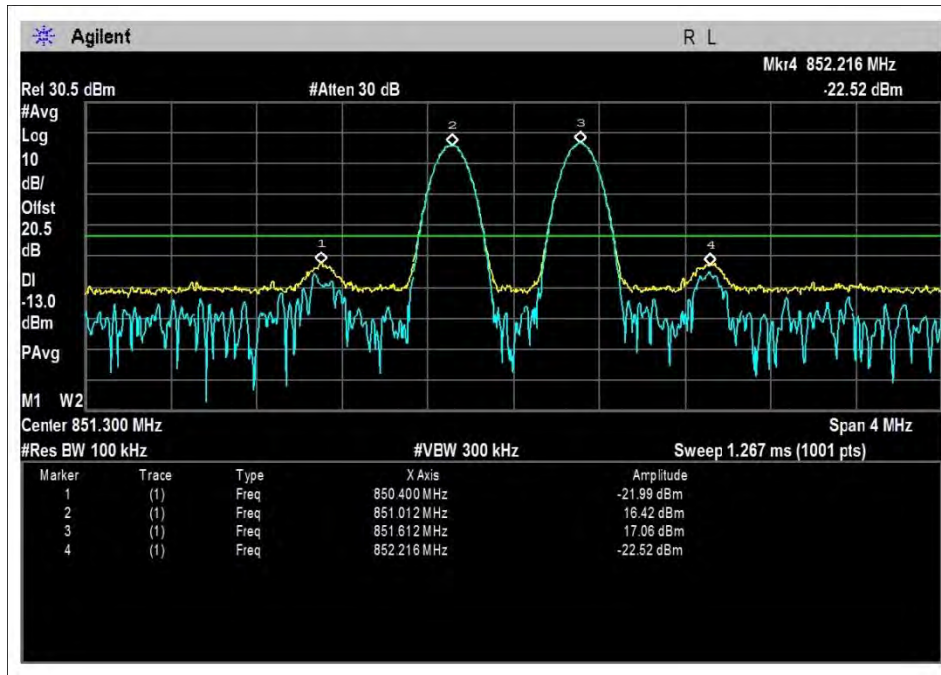 Agilent R L
Mkr4 852.216 MHz
Ref 30.5 dBm #Atten 30 dB -22.52 dBm
#Avg
Log
10
dB/
Offst
20.5
dB
DI
-13.0
dBm
PAvg
M1 W2
1
2
3
4
Center 851.300 MHz Span 4 MHz
#Res BW 100 kHz #VBW 300 kHz Sweep 1.267 ms (1001 pts)
Marker Trace Type X Axis Amplitude
1 (1) Freq 850.400 MHz -21.99 dBm
2 (1) Freq 851.012 MHz 16.42 dBm
3 (1) Freq 851.612 MHz 17.06 dBm
4 (1) Freq 852.216 MHz -22.52 dBm